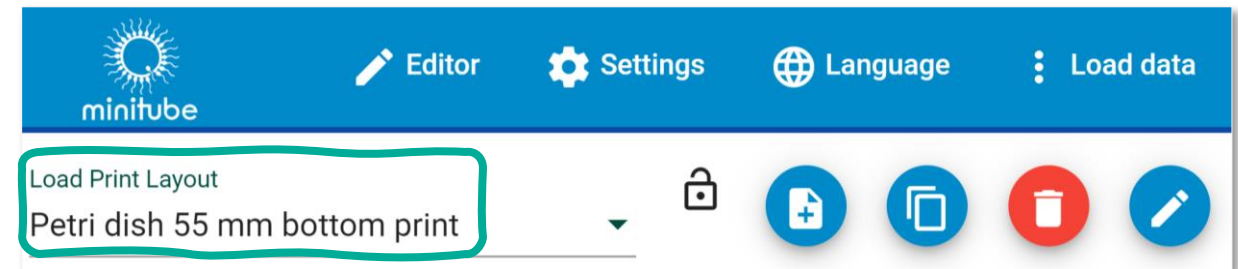 minitube
Editor
Settings
Language
Load data
Load Print Layout
Petri dish 55 mm bottom print